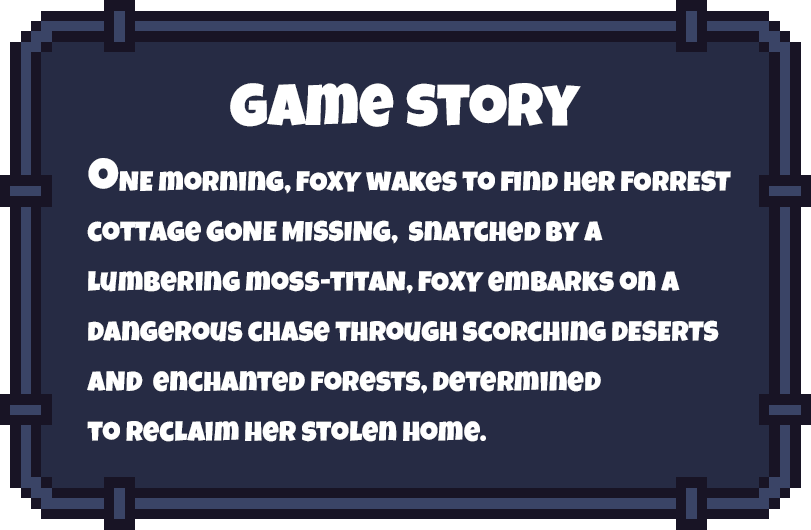 GAME STORY
ONE MORNING, FOXY WAKES TO FIND HER FORREST
COTTAGE GONE MISSING, SNATCHED BY A
LUMBERING MOSS-TITAN, FOXY EMBARKS ON A
DANGEROUS CHASE THROUGH SCORCHING DESERTS
AND ENCHANTED FORESTS, DETERMINED
TO RECLAIM HER STOLEN HOME.